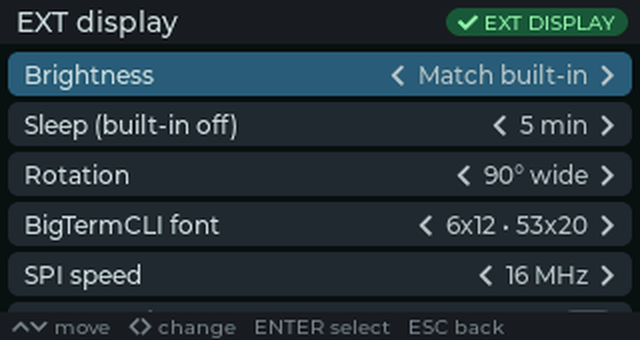 EXT display ✓ EXT DISPLAY
Brightness < Match built-in >
Sleep (built-in off) < 5 min >
Rotation < 90° wide >
BigTermCLI font < 6x12 • 53x20 >
SPI speed < 16 MHz >
move <> change ENTER select ESC back